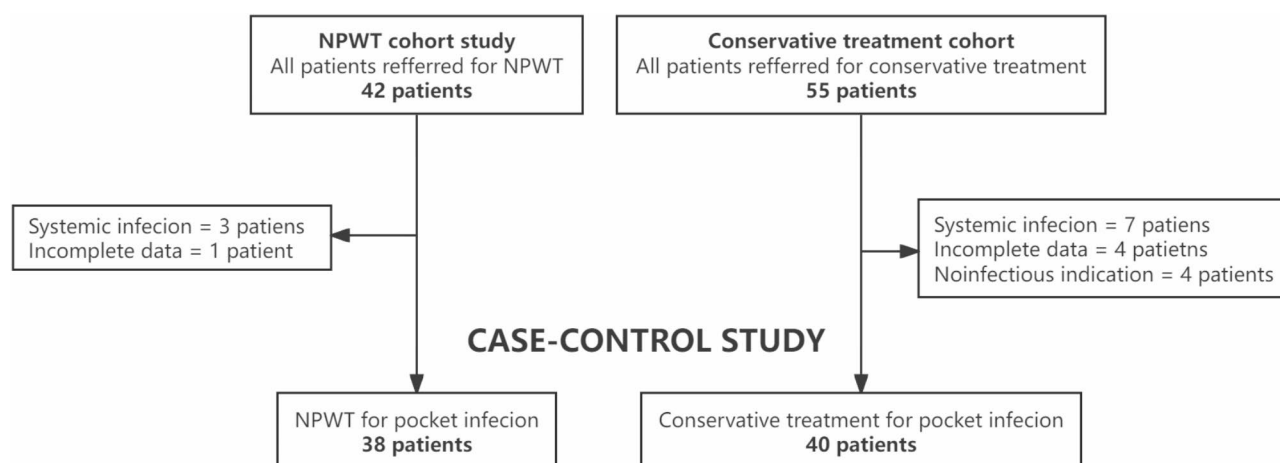 NPWT cohort study
All patients refferred for NPWT
42 patients
Conservative treatment cohort
All patients refferred for conservative treatment
55 patients
Systemic infecion = 3 patiens
Incomplete data = 1 patient
Systemic infecion = 7 patiens
Incomplete data = 4 patietns
Noinfectious indication = 4 patients
CASE-CONTROL STUDY
NPWT for pocket infecion
38 patients
Conservative treatment for pocket infecion
40 patients